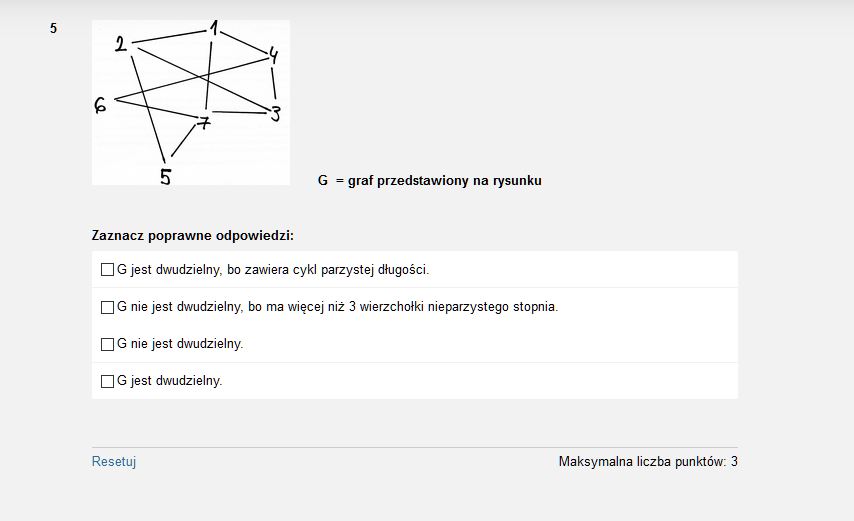 5
1
2
4
6
7
3
5
G = graf przedstawiony na rysunku
Zaznacz poprawne odpowiedzi:
G jest dwudzielny, bo zawiera cykl parzystej długości.
G nie jest dwudzielny, bo ma więcej niż 3 wierzchołki nieparzystego stopnia.
G nie jest dwudzielny.
G jest dwudzielny.
Resetuj
Maksymalna liczba punktów: 3